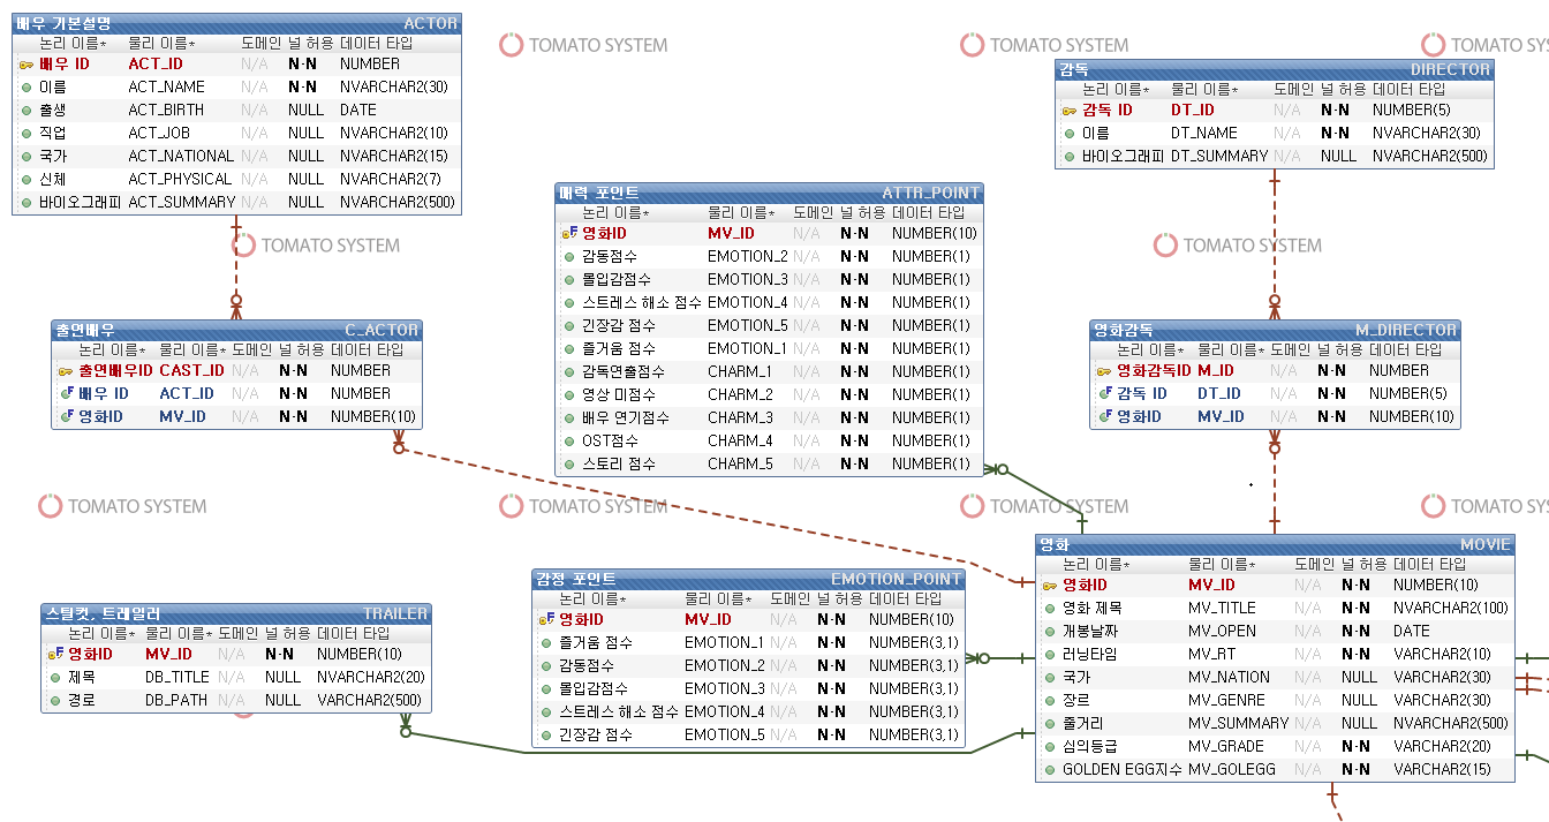 배우 기본설명 ACTOR
논리 이름* 물리 이름* 도메인 널 허용 데이터 타입
배우 ID ACT_ID N/A N·N NUMBER
이름 ACT_NAME N/A N·N NVARCHAR2(30)
출생 ACT_BIRTH N/A NULL DATE
직업 ACT_JOB N/A NULL NVARCHAR2(10)
국가 ACT_NATIONAL N/A NULL NVARCHAR2(15)
신체 ACT_PHYSICAL N/A NULL NVARCHAR2(7)
바이오그래피 ACT_SUMMARY N/A NULL NVARCHAR2(500)
TOMATO SYSTEM
TOMATO SYSTEM
TOMATO SY
감독 DIRECTOR
논리 이름* 물리 이름* 도메인 널 허용 데이터 타입
감독 ID DT_ID N/A N·N NUMBER(5)
이름 DT_NAME N/A N·N NVARCHAR2(30)
바이오그래피 DT_SUMMARY N/A NULL NVARCHAR2(500)
매력 포인트 ATTR_POINT
논리 이름* 물리 이름* 도메인 널 허용 데이터 타입
영화ID MV_ID N/A N·N NUMBER(10)
감동점수 EMOTION_2 N/A N·N NUMBER(1)
몰입감점수 EMOTION_3 N/A N·N NUMBER(1)
스트레스 해소 점수 EMOTION_4 N/A N·N NUMBER(1)
긴장감 점수 EMOTION_5 N/A N·N NUMBER(1)
즐거움 점수 EMOTION_1 N/A N·N NUMBER(1)
감독연출점수 CHARM_1 N/A N·N NUMBER(1)
영상 미점수 CHARM_2 N/A N·N NUMBER(1)
배우 연기점수 CHARM_3 N/A N·N NUMBER(1)
OST점수 CHARM_4 N/A N·N NUMBER(1)
스토리 점수 CHARM_5 N/A N·N NUMBER(1)
TOMATO SYSTEM
TOMATO SYSTEM
출연배우 C_ACTOR
논리 이름* 물리 이름* 도메인 널 허용 데이터 타입
출연배우ID CAST_ID N/A N·N NUMBER
배우 ID ACT_ID N/A N·N NUMBER
영화ID MV_ID N/A N·N NUMBER(10)
영화감독 M_DIRECTOR
논리 이름* 물리 이름* 도메인 널 허용 데이터 타입
영화감독ID M_ID N/A N·N NUMBER
감독 ID DT_ID N/A N·N NUMBER(5)
영화ID MV_ID N/A N·N NUMBER(10)
TOMATO SYSTEM
TOMATO SYSTEM
TOMATO SYSTEM
TOMATO SY
스틸컷, 트레일러 TRAILER
논리 이름* 물리 이름* 도메인 널 허용 데이터 타입
영화ID MV_ID N/A N·N NUMBER(10)
제목 DB_TITLE N/A NULL NVARCHAR2(20)
경로 DB_PATH N/A NULL VARCHAR2(500)
감정 포인트 EMOTION_POINT
논리 이름* 물리 이름* 도메인 널 허용 데이터 타입
영화ID MV_ID N/A N·N NUMBER(10)
즐거움 점수 EMOTION_1 N/A N·N NUMBER(3,1)
감동점수 EMOTION_2 N/A N·N NUMBER(3,1)
몰입감점수 EMOTION_3 N/A N·N NUMBER(3,1)
스트레스 해소 점수 EMOTION_4 N/A N·N NUMBER(3,1)
긴장감 점수 EMOTION_5 N/A N·N NUMBER(3,1)
영화 MOVIE
논리 이름* 물리 이름* 도메인 널 허용 데이터 타입
영화ID MV_ID N/A N·N NUMBER(10)
영화 제목 MV_TITLE N/A N·N NVARCHAR2(100)
개봉날짜 MV_OPEN N/A N·N DATE
러닝타임 MV_RT N/A N·N VARCHAR2(10)
국가 MV_NATION N/A NULL VARCHAR2(30)
장르 MV_GENRE N/A NULL VARCHAR2(30)
줄거리 MV_SUMMARY N/A NULL NVARCHAR2(500)
심의등급 MV_GRADE N/A N·N VARCHAR2(20)
GOLDEN EGG지수 MV_GOLEGG N/A N·N VARCHAR2(15)